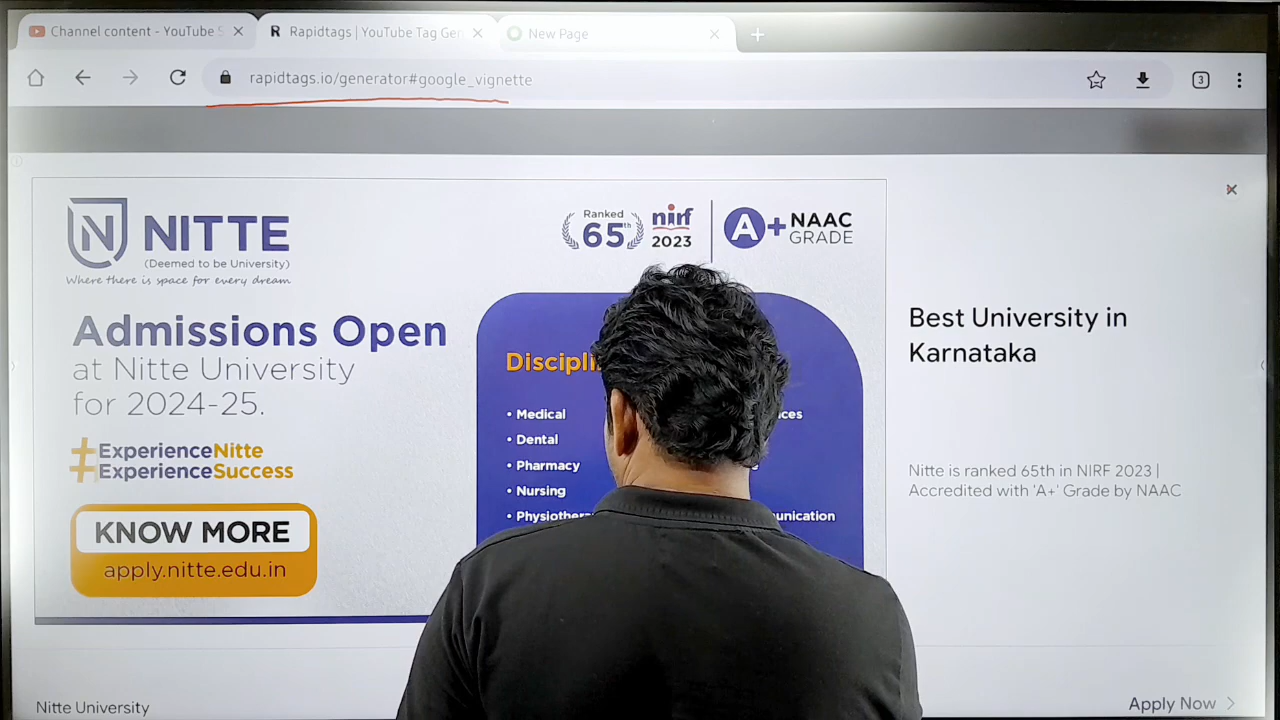 Channel content - YouTube S
Rapidtags | YouTube Tag Gen
New Page
rapidtags.io/generator#google_vignette
3
NITTE
(Deemed to be University)
Where there is space for every dream
Ranked
65th
nirf
2023
A+ NAAC
GRADE
Admissions Open
at Nitte University
for 2024-25.
#ExperienceNitte
#ExperienceSuccess
KNOW MORE
apply.nitte.edu.in
• Medical
• Dental
• Pharmacy
• Nursing
Best University in
Karnataka
Nitte is ranked 65th in NIRF 2023 |
Accredited with 'A+' Grade by NAAC
Nitte University
Apply Now